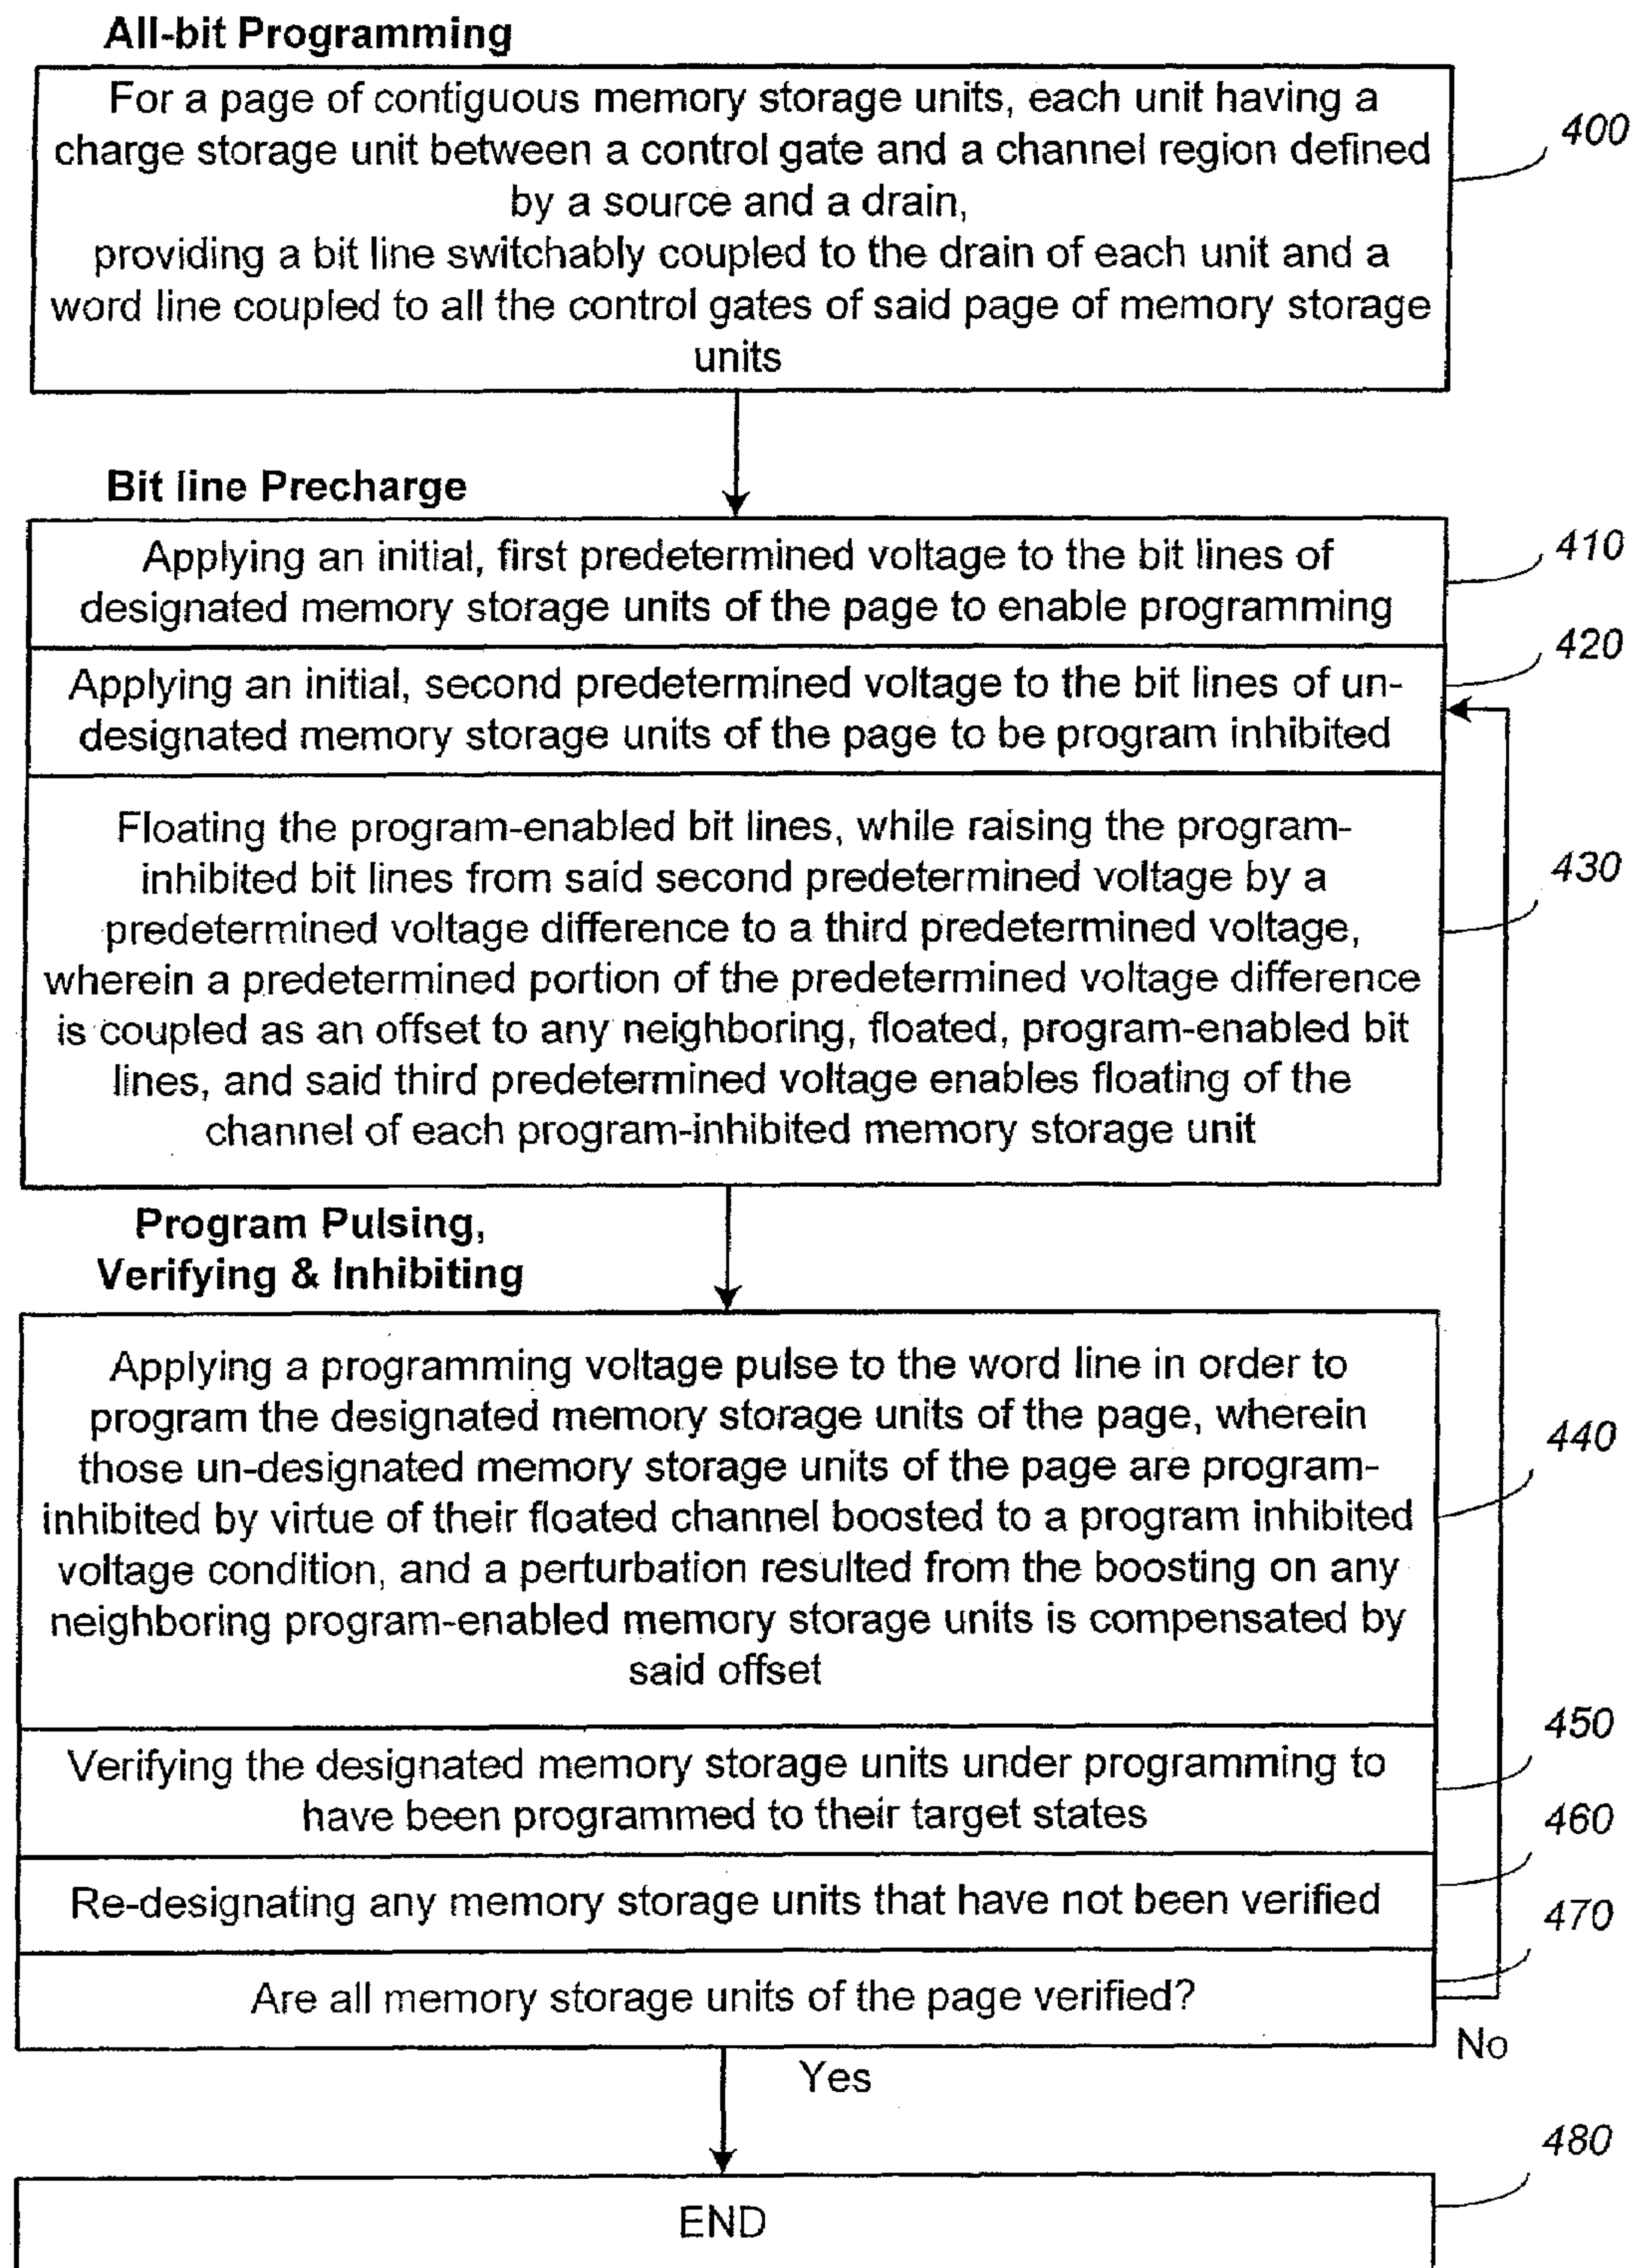 All-bit Programming
For a page of contiguous memory storage units, each unit having a
charge storage unit between a control gate and a channel region defined
by a source and a drain,
providing a bit line switchably coupled to the drain of each unit and a
word line coupled to all the control gates of said page of memory storage
units
400
Bit line Precharge
Applying an initial, first predetermined voltage to the bit lines of
designated memory storage units of the page to enable programming
410
Applying an initial, second predetermined voltage to the bit lines of un-
designated memory storage units of the page to be program inhibited
420
Floating the program-enabled bit lines, while raising the program-
inhibited bit lines from said second predetermined voltage by a
predetermined voltage difference to a third predetermined voltage,
wherein a predetermined portion of the predetermined voltage difference
is coupled as an offset to any neighboring, floated, program-enabled bit
lines, and said third predetermined voltage enables floating of the
channel of each program-inhibited memory storage unit
430
Program Pulsing,
Verifying & Inhibiting
Applying a programming voltage pulse to the word line in order to
program the designated memory storage units of the page, wherein
those un-designated memory storage units of the page are program-
inhibited by virtue of their floated channel boosted to a program inhibited
voltage condition, and a perturbation resulted from the boosting on any
neighboring program-enabled memory storage units is compensated by
said offset
440
Verifying the designated memory storage units under programming to
have been programmed to their target states
450
Re-designating any memory storage units that have not been verified
460
Are all memory storage units of the page verified?
470
No
Yes
END
480